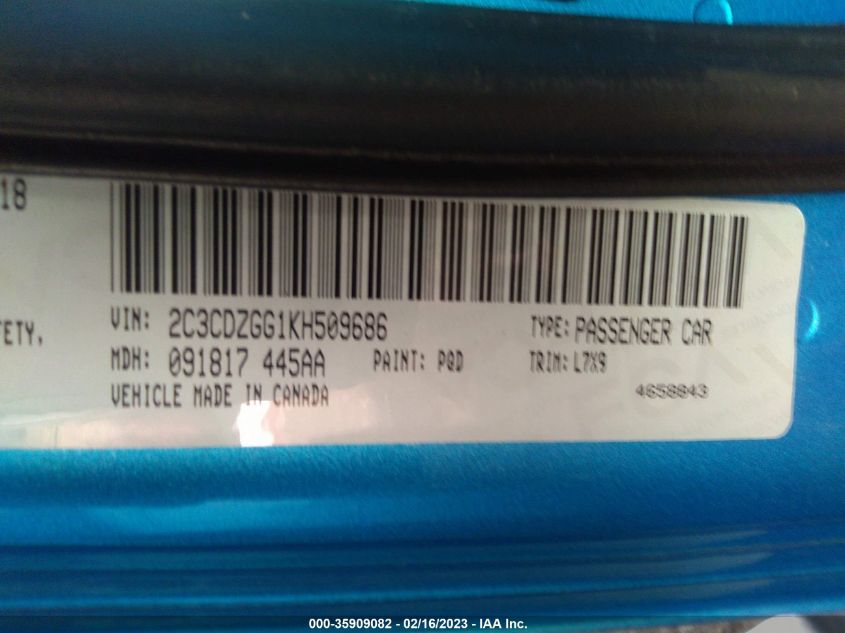 18
VIN: 2C3CDZGG1KH509686 TYPE: PASSENGER CAR
FETY,
MDH: 091817 445AA PAINT: PQD TRIM: L7X9
VEHICLE MADE IN CANADA 4658843
000-35909082 - 02/16/2023 - IAA Inc.